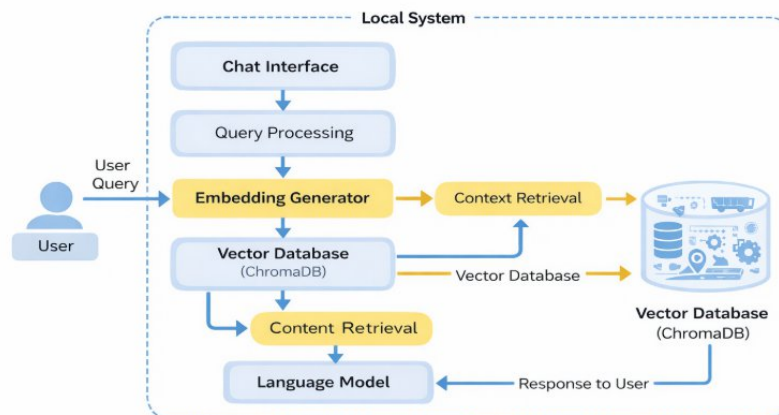 Local System
Chat Interface
Query Processing
User
Query
Embedding Generator
Context Retrieval
User
Vector Database
(ChromaDB)
Vector Database
Content Retrieval
Vector Database
(ChromaDB)
Language Model
Response to User